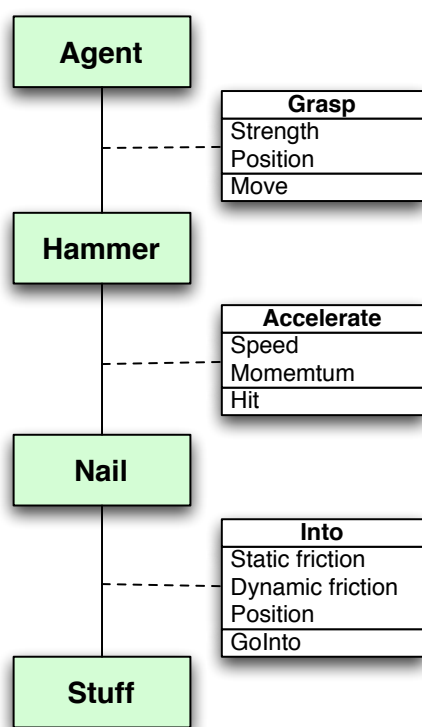 Agent
Grasp
Strength
Position
Move
Hammer
Accelerate
Speed
Momemtum
Hit
Nail
Into
Static friction
Dynamic friction
Position
GoInto
Stuff